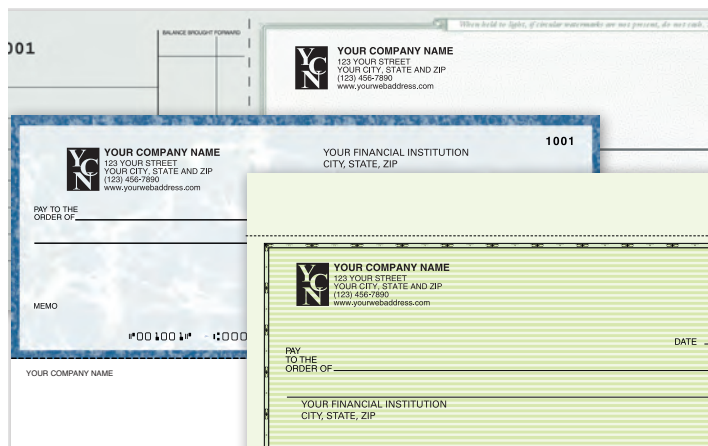 When held to light, if circular watermarks are not present, do not cash.
001
BALANCE BROUGHT FORWARD
YCN
YOUR COMPANY NAME
123 YOUR STREET
YOUR CITY, STATE AND ZIP
(123) 456-7890
www.yourwebaddress.com
1001
YCN
YOUR COMPANY NAME
123 YOUR STREET
YOUR CITY, STATE AND ZIP
(123) 456-7890
www.yourwebaddress.com
YOUR FINANCIAL INSTITUTION
CITY, STATE, ZIP
PAY TO THE
ORDER OF
MEMO
⑈001001⑈ ⑆000
YOUR COMPANY NAME
YCN
YOUR COMPANY NAME
123 YOUR STREET
YOUR CITY, STATE AND ZIP
(123) 456-7890
www.yourwebaddress.com
DATE
PAY
TO THE
ORDER OF
YOUR FINANCIAL INSTITUTION
CITY, STATE, ZIP